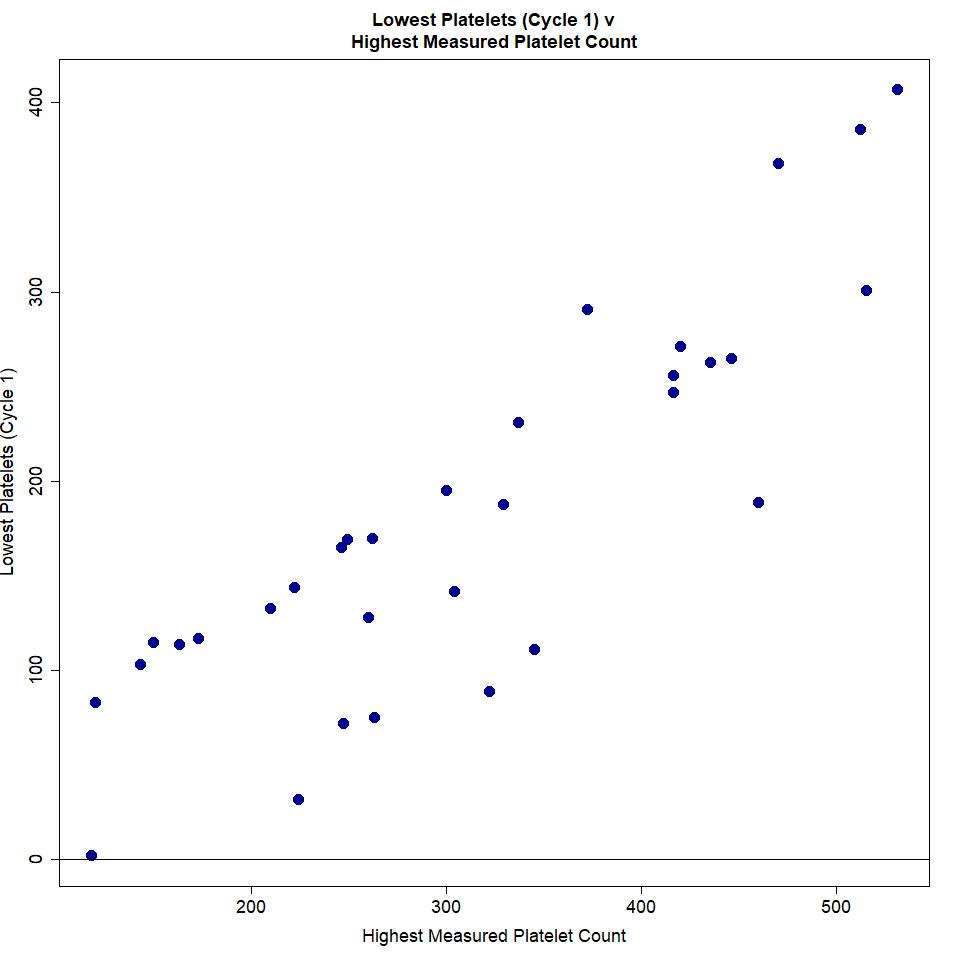 Lowest Platelets (Cycle 1) v
Highest Measured Platelet Count
400
300
200
100
0
Lowest Platelets (Cycle 1)
200 300 400 500
Highest Measured Platelet Count